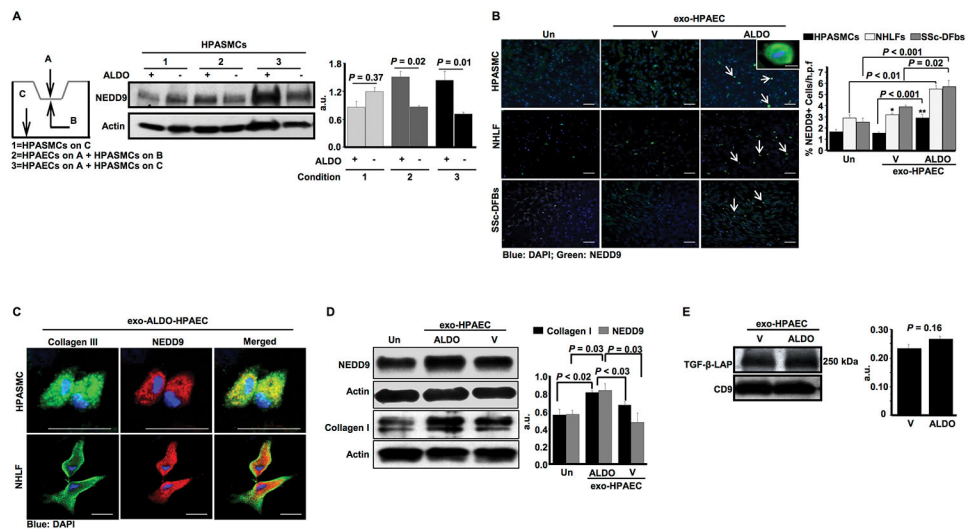 A
HPASMCs
1 2 3
ALDO + - + - + -
NEDD9
Actin
A
C
B
1=HPASMCs on C
2=HPAECs on A + HPASMCs on B
3=HPAECs on A + HPASMCs on C
a.u.
1.8
1.2
0.6
0.0
P = 0.37 P = 0.02 P = 0.01
ALDO + - + - + -
Condition 1 2 3
B
exo-HPAEC
Un V ALDO
HPASMC
NHLF
SSc-DFBs
Blue: DAPI; Green: NEDD9
HPASMCs NHLFs SSc-DFbs
P < 0.001
P = 0.02
P < 0.01
P < 0.001
* **
% NEDD9+ Cells/h.p.f
6
5
4
3
2
1
0
Un V ALDO
exo-HPAEC
C
exo-ALDO-HPAEC
Collagen III NEDD9 Merged
HPASMC
NHLF
Blue: DAPI
D
exo-HPAEC
Un ALDO V
NEDD9
Actin
Collagen I
Actin
Collagen I NEDD9
P = 0.03 P = 0.03
P < 0.02 P < 0.03
a.u.
1.0
0.8
0.6
0.4
0.2
0.0
Un ALDO V
exo-HPAEC
E
exo-HPAEC
V ALDO
TGF-β-LAP
250 kDa
CD9
P = 0.16
a.u.
0.30
0.20
0.10
0.00
V ALDO